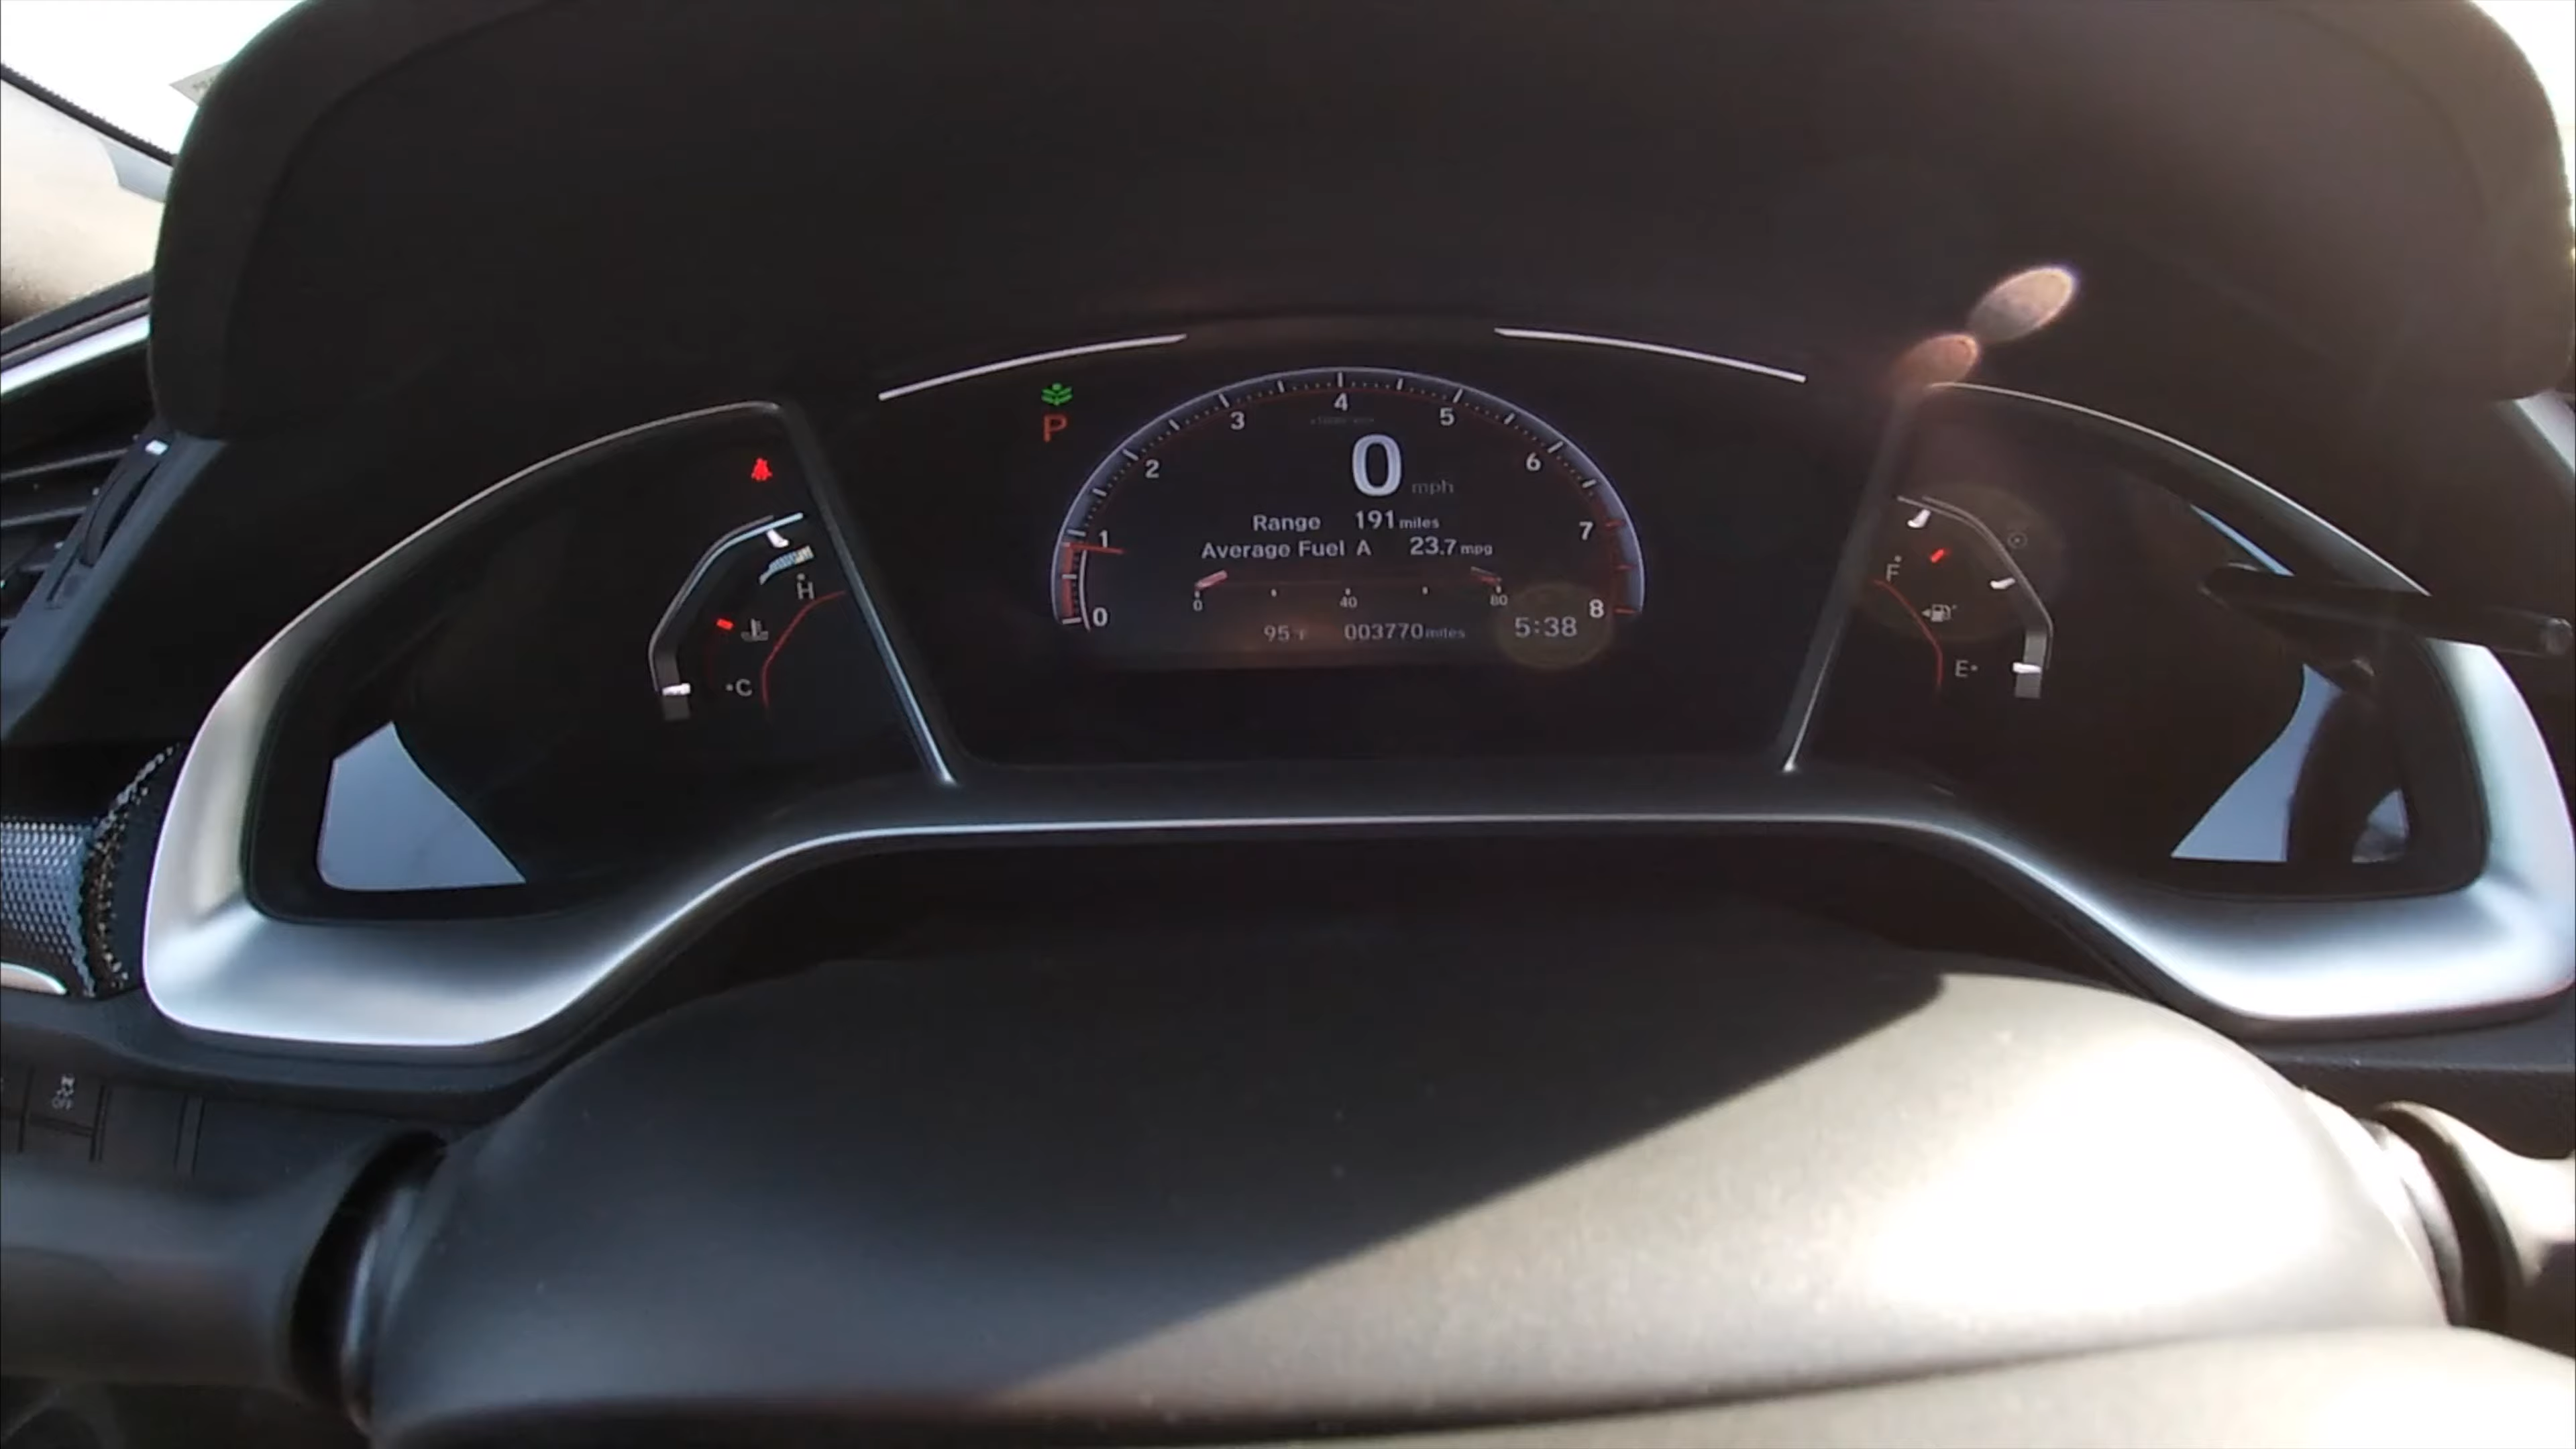 P
0
1
2
3
4
5
6
7
8
0 mph
Range 191 miles
Average Fuel A 23.7 mpg
0 40 80
95°F 003770 miles 5:38
H
C
F
E
OFF